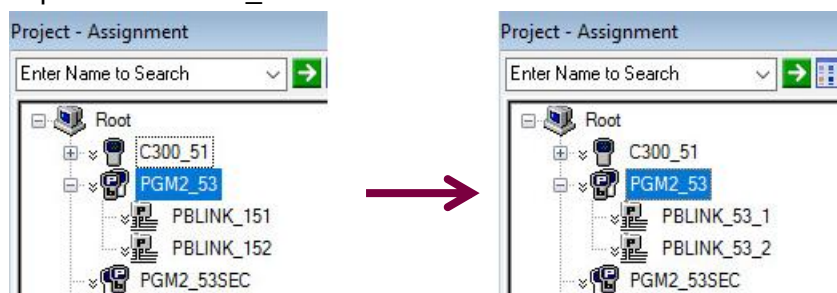 Project - Assignment
Enter Name to Search
Root
C300_51
PGM2_53
PBLINK_151
PBLINK_152
PGM2_53SEC
Project - Assignment
Enter Name to Search
Root
C300_51
PGM2_53
PBLINK_53_1
PBLINK_53_2
PGM2_53SEC